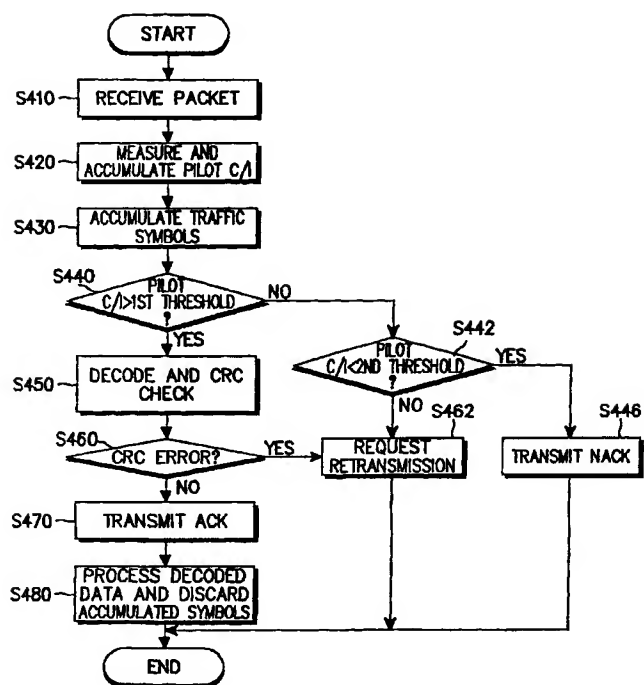 START
S410
RECEIVE PACKET
S420
MEASURE AND
ACCUMULATE PILOT C/I
S430
ACCUMULATE TRAFFIC
SYMBOLS
S440
PILOT
C/I>1ST THRESHOLD
?
NO
YES
S442
PILOT
C/I<2ND THRESHOLD
?
YES
NO
S450
DECODE AND CRC
CHECK
S460
CRC ERROR?
YES
NO
S462
REQUEST
RETRANSMISSION
S446
TRANSMIT NACK
S470
TRANSMIT ACK
S480
PROCESS DECODED
DATA AND DISCARD
ACCUMULATED SYMBOLS
END